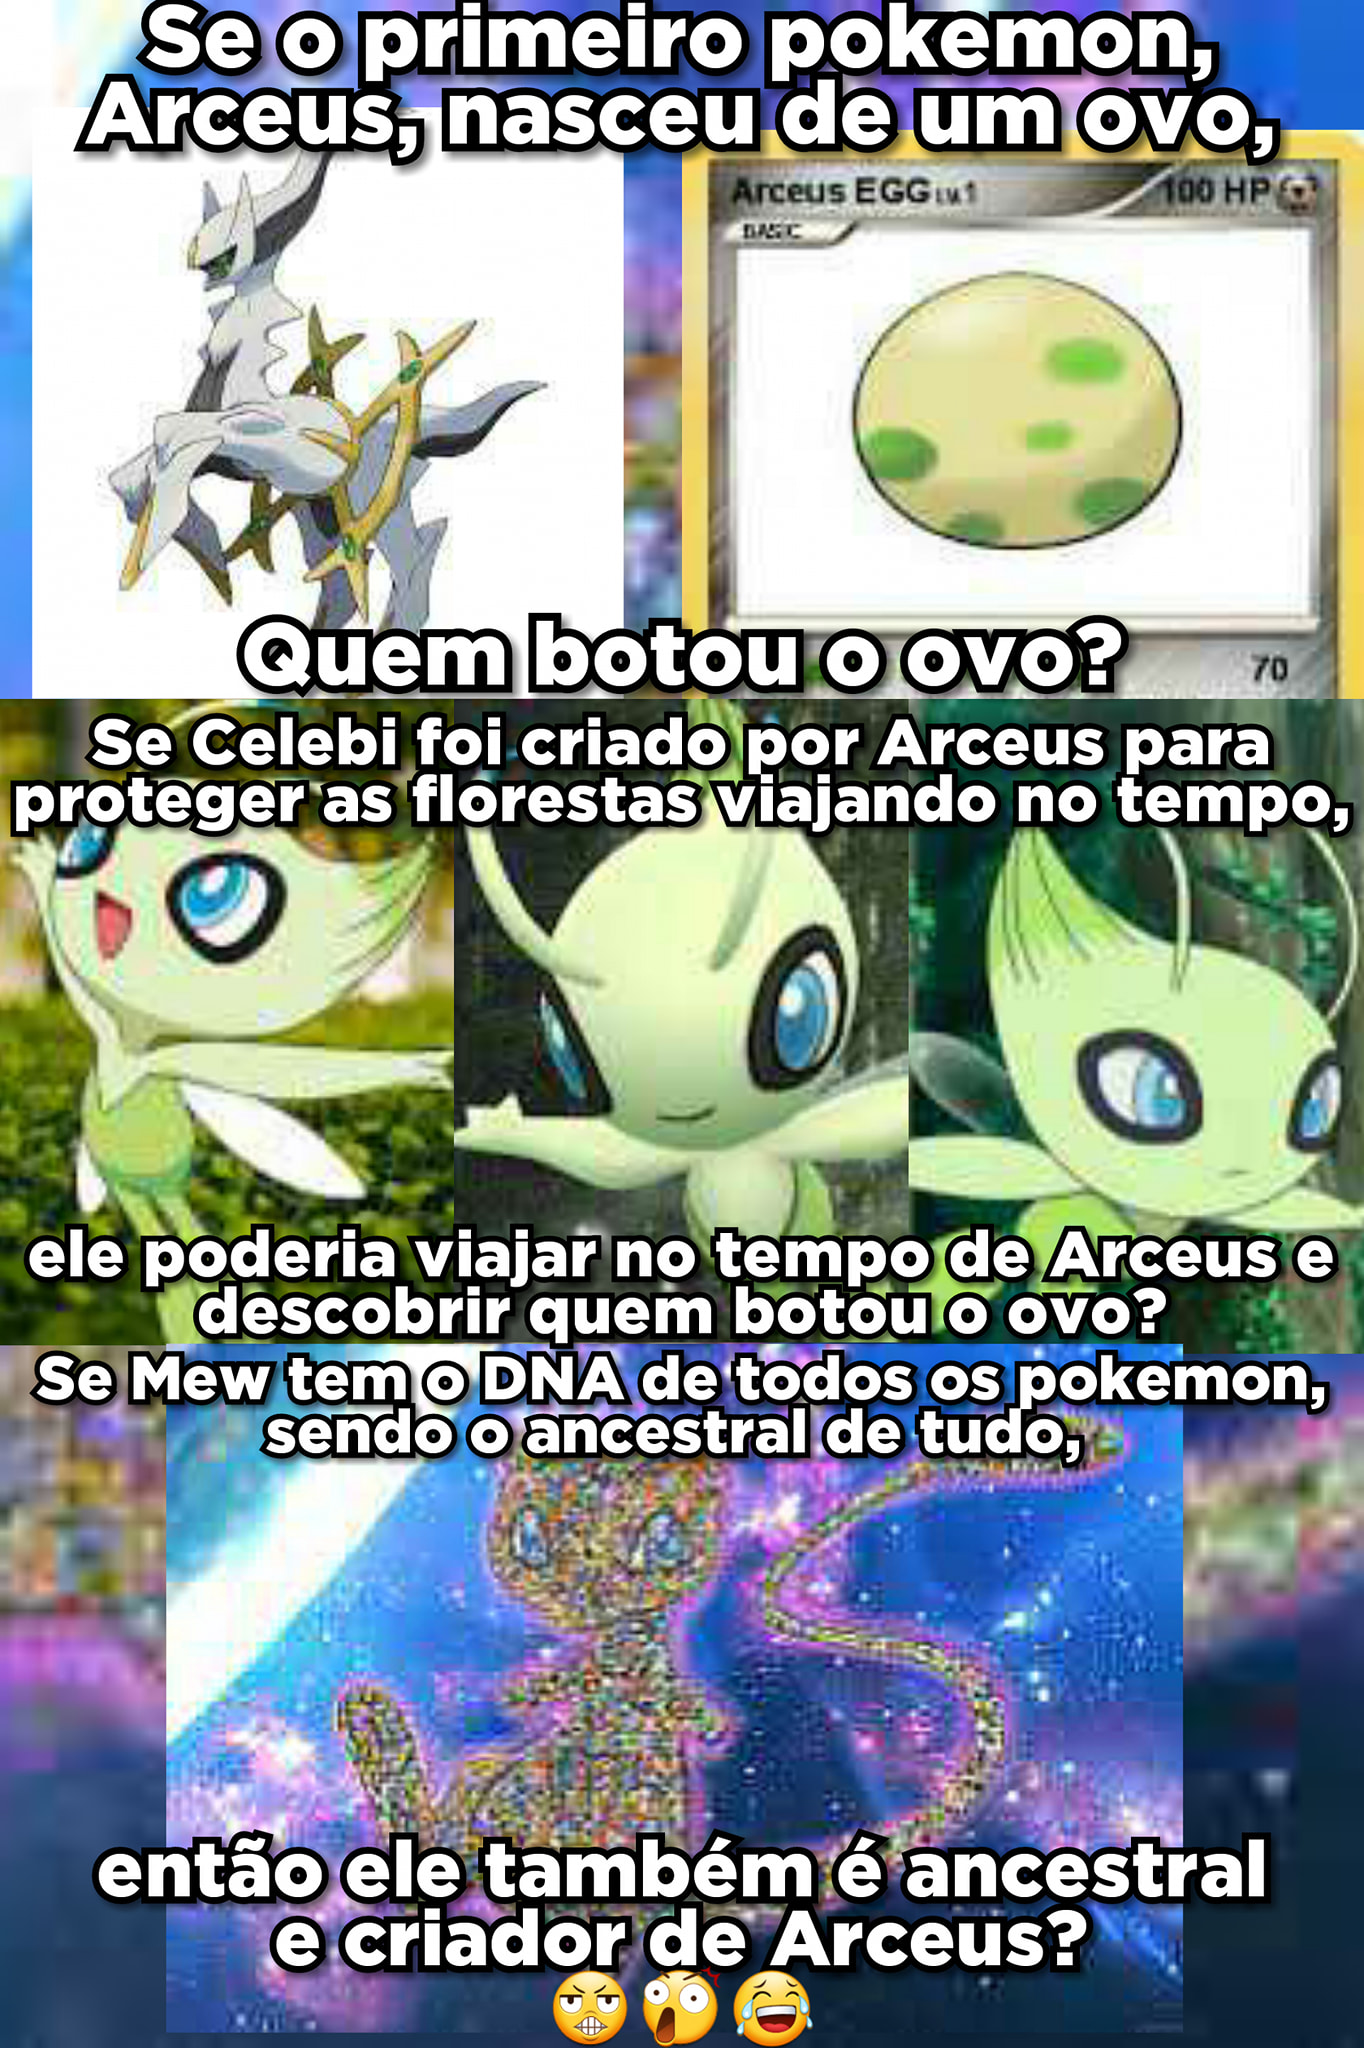 Se o primeiro pokemon,
Arceus, nasceu de um ovo,
Arceus EGG LV.1 100 HP
BASIC
Quem botou o ovo?
70
Se Celebi foi criado por Arceus para
proteger as florestas viajando no tempo,
ele poderia viajar no tempo de Arceus e
descobrir quem botou o ovo?
Se Mew tem o DNA de todos os pokemon,
sendo o ancestral de tudo,
então ele também é ancestral
e criador de Arceus?